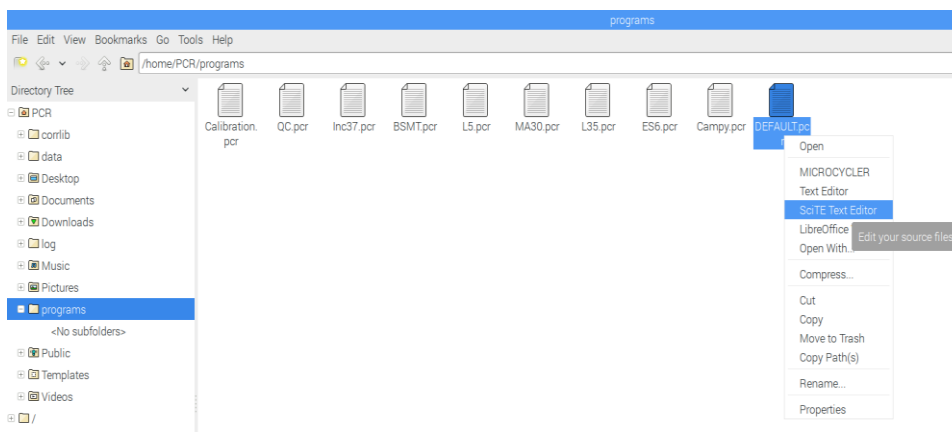 programs
File Edit View Bookmarks Go Tools Help
/home/PCR/programs
Directory Tree
PCR
corrlib
data
Desktop
Documents
Downloads
log
Music
Pictures
programs
<No subfolders>
Public
Templates
Videos
/
Calibration.
pcr
QC.pcr
Inc37.pcr
BSMT.pcr
L5.pcr
MA30.pcr
L35.pcr
ES6.pcr
Campy.pcr
DEFAULT.pc
Open
MICROCYCLER
Text Editor
SciTE Text Editor
LibreOffice
Edit your source files
Open With...
Compress...
Cut
Copy
Move to Trash
Copy Path(s)
Rename...
Properties